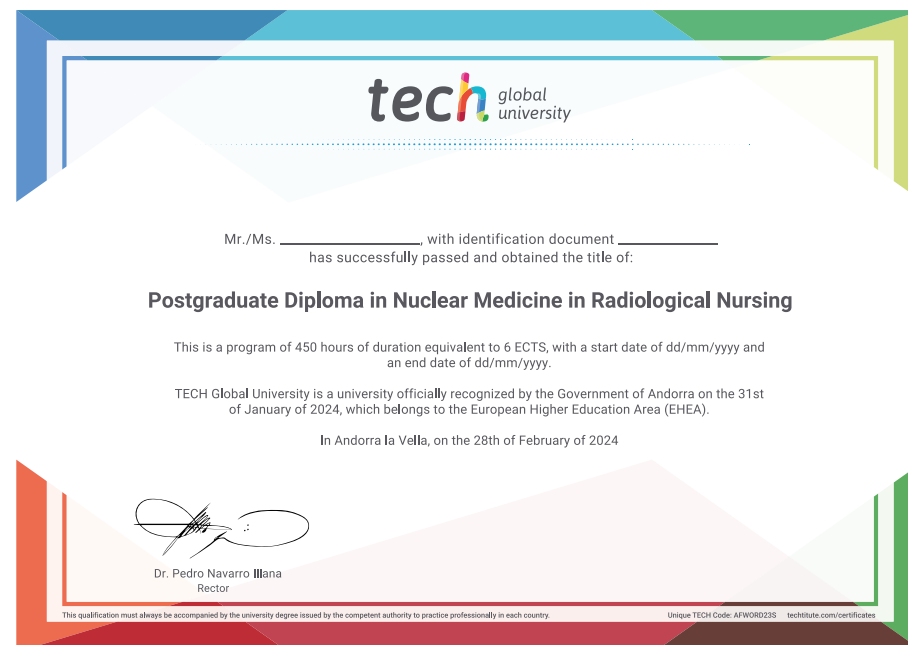 tech global university
Mr./Ms. ________________, with identification document ____________
has successfully passed and obtained the title of:
Postgraduate Diploma in Nuclear Medicine in Radiological Nursing
This is a program of 450 hours of duration equivalent to 6 ECTS, with a start date of dd/mm/yyyy and
an end date of dd/mm/yyyy.
TECH Global University is a university officially recognized by the Government of Andorra on the 31st
of January of 2024, which belongs to the European Higher Education Area (EHEA).
In Andorra la Vella, on the 28th of February of 2024
Dr. Pedro Navarro Illana
Rector
This qualification must always be accompanied by the university degree issued by the competent authority to practice professionally in each country.
Unique TECH Code: AFWORD23S techtitute.com/certificates